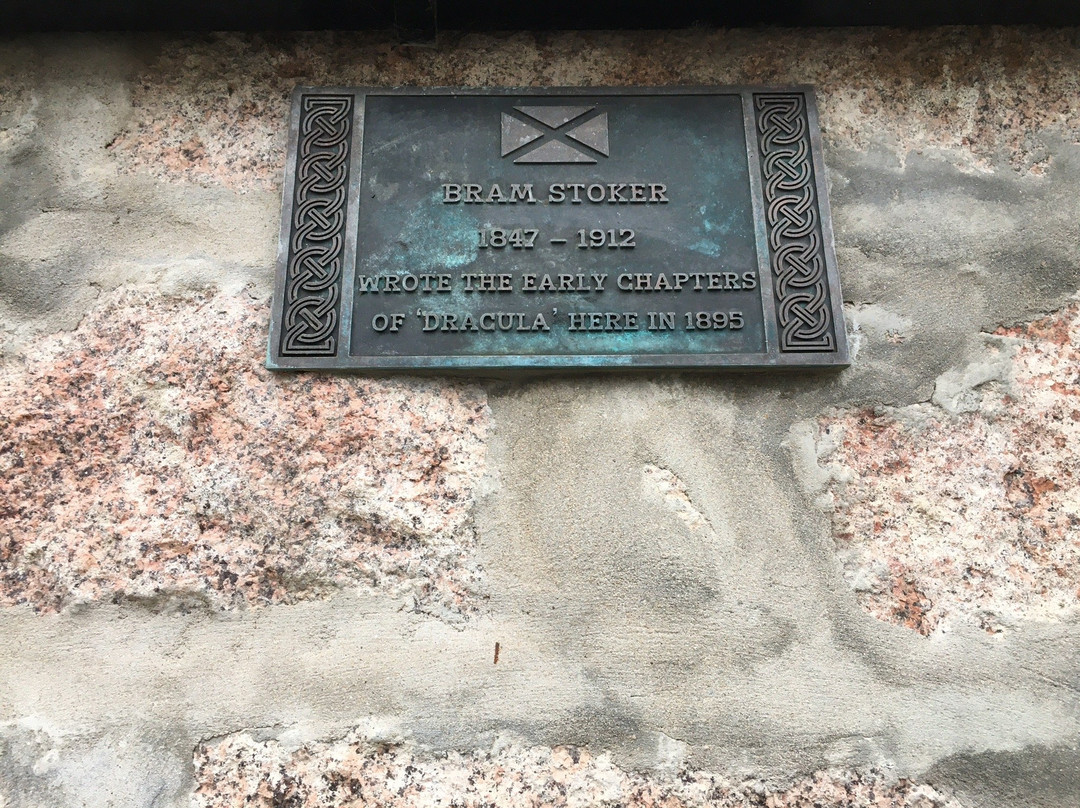 BRAM STOKER
1847 – 1912
WROTE THE EARLY CHAPTERS
OF ‘DRACULA’ HERE IN 1895